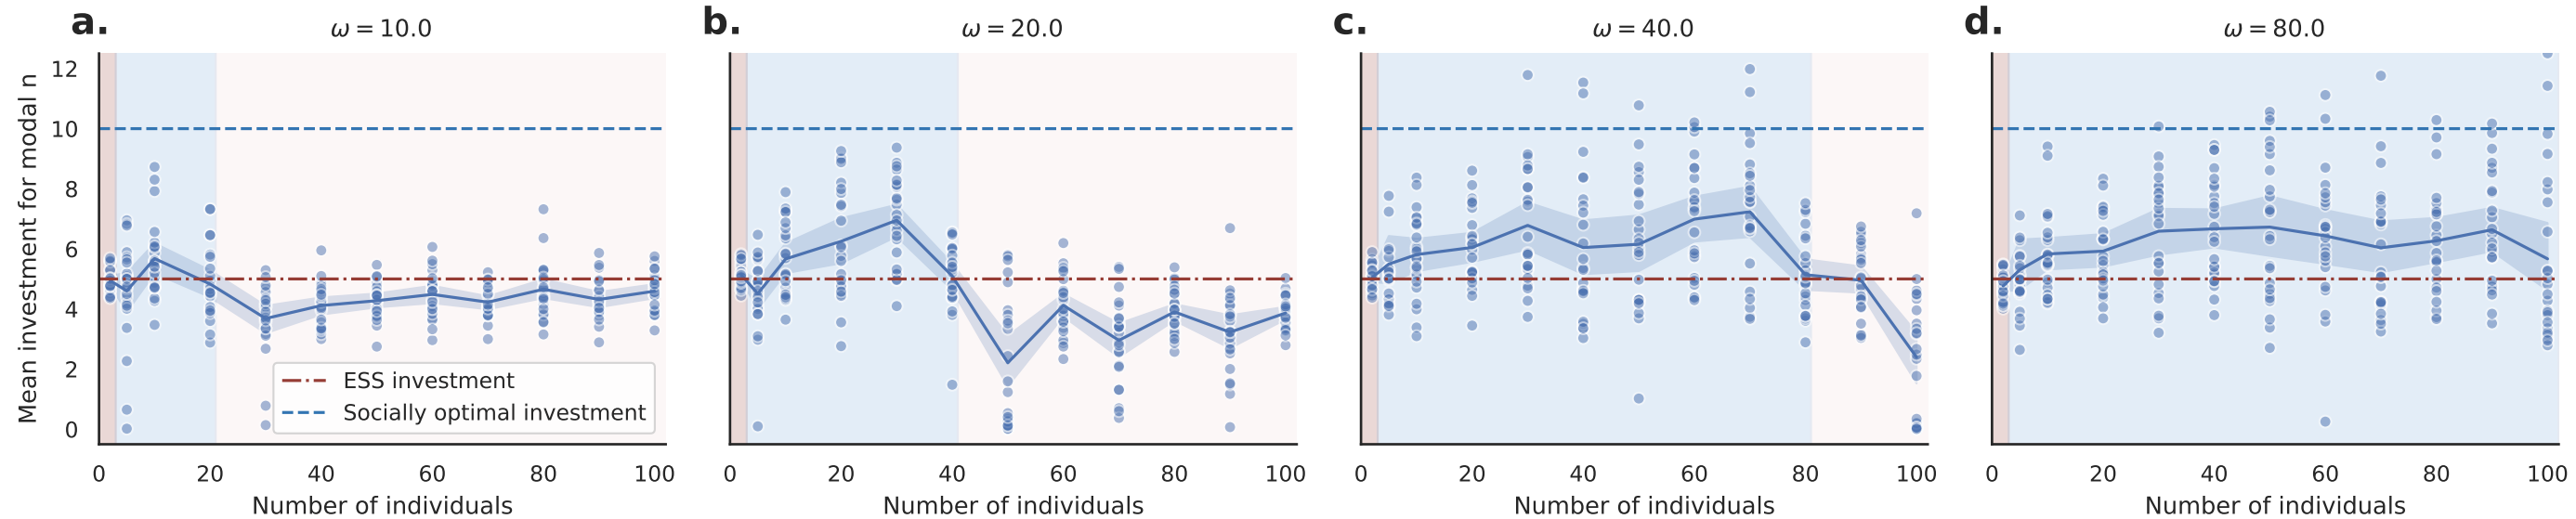 a.
ω = 10.0
b.
ω = 20.0
c.
ω = 40.0
d.
ω = 80.0
Mean investment for modal n
12
10
8
6
4
2
0
ESS investment
Socially optimal investment
0 20 40 60 80 100
0 20 40 60 80 100
0 20 40 60 80 100
0 20 40 60 80 100
Number of individuals
Number of individuals
Number of individuals
Number of individuals